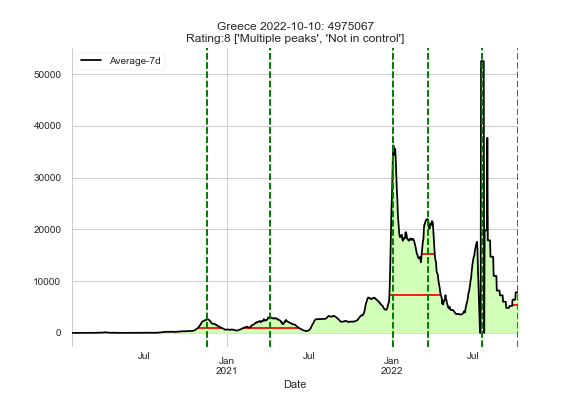 Greece 2022-10-10: 4975067
Rating:8 ['Multiple peaks', 'Not in control']
Average-7d
50000
40000
30000
20000
10000
0
Jul
Jan
2021
Jul
Jan
2022
Jul
Date